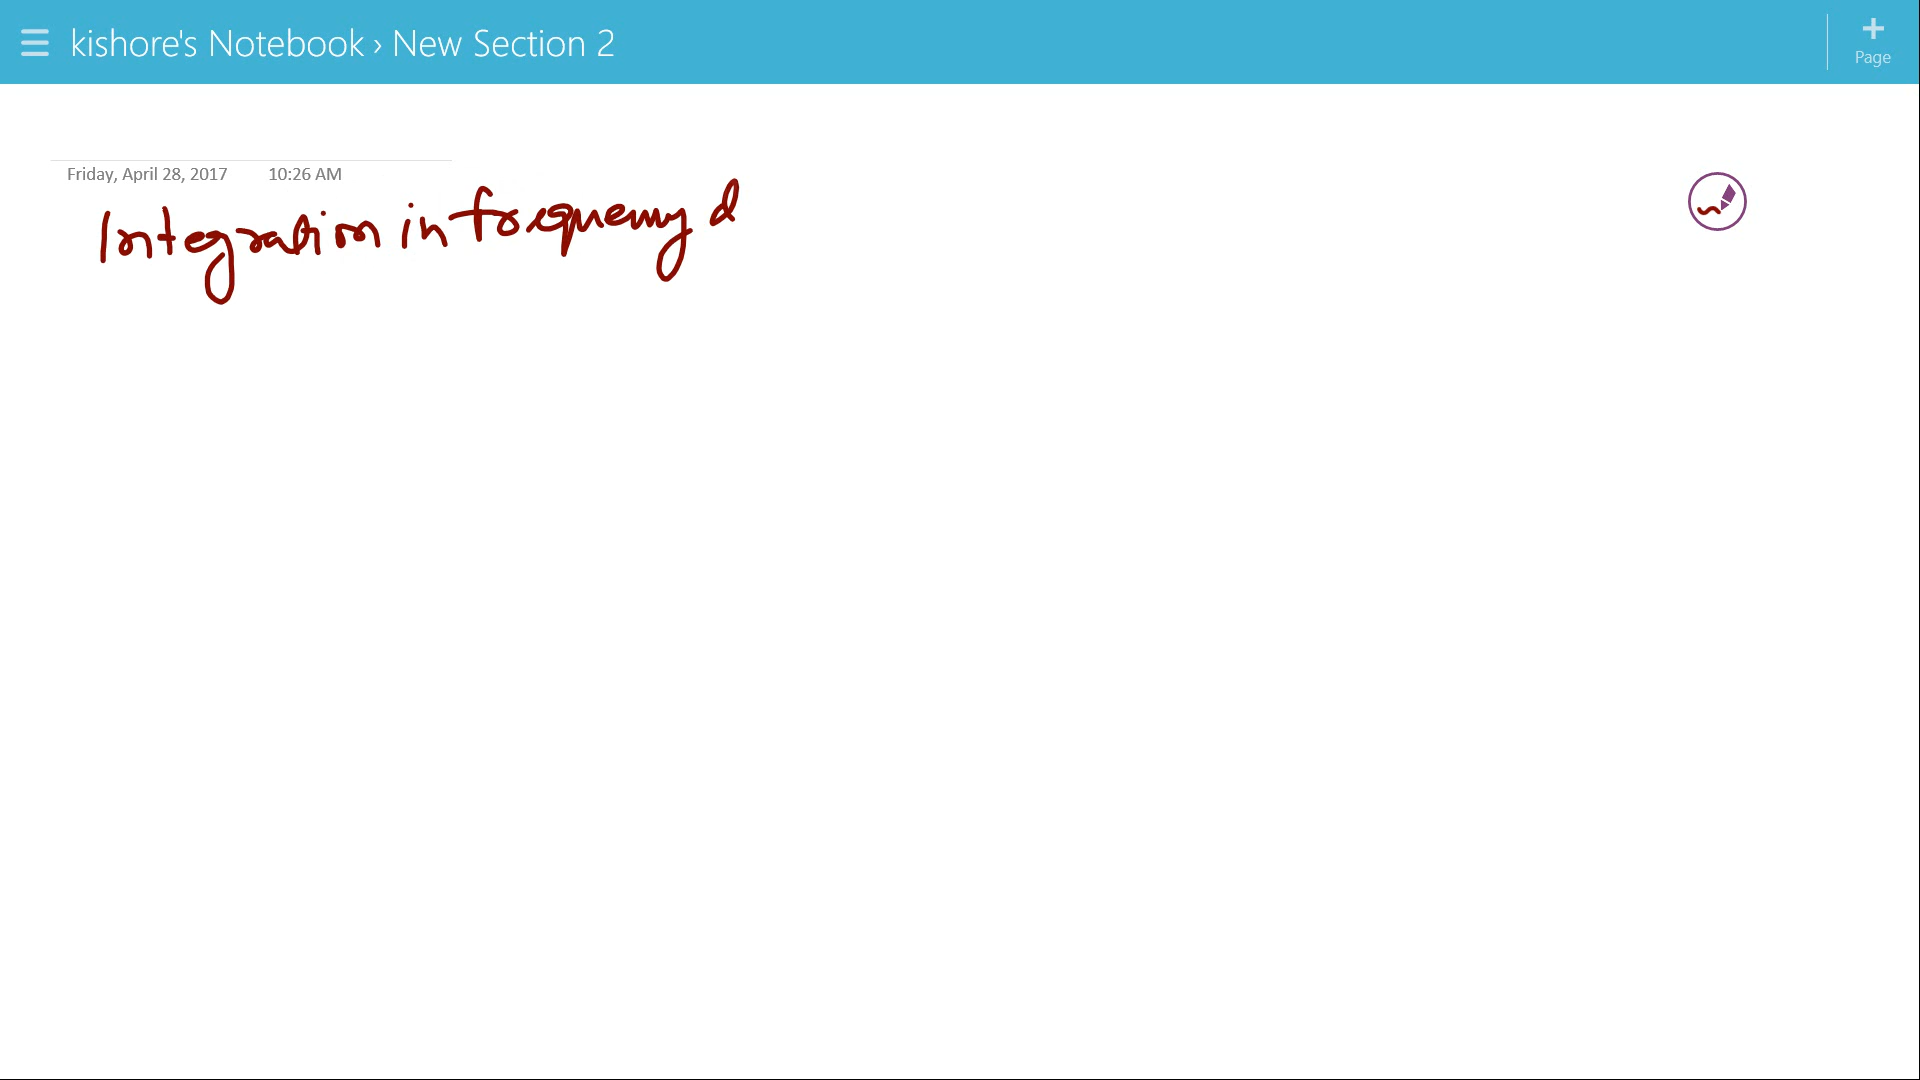 kishore's Notebook › New Section 2
Page
Friday, April 28, 2017 10:26 AM
Integration in frequency d